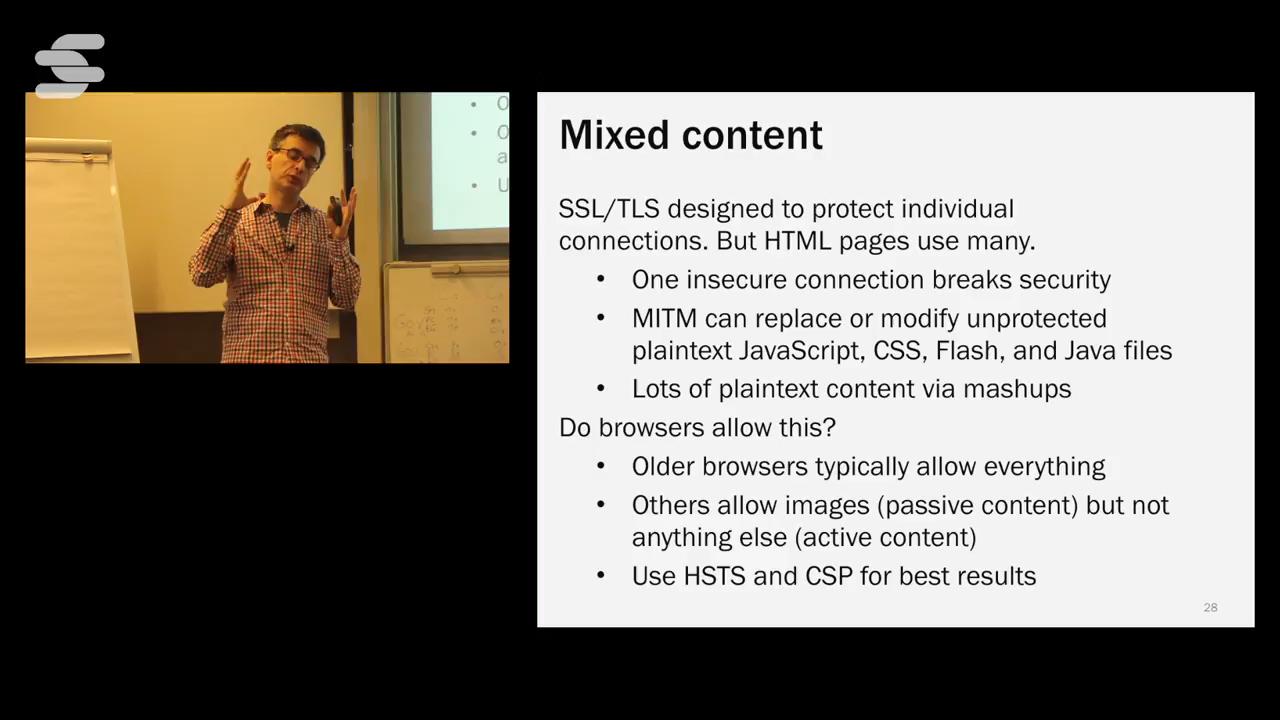 Mixed content
SSL/TLS designed to protect individual
connections. But HTML pages use many.
• One insecure connection breaks security
• MITM can replace or modify unprotected
plaintext JavaScript, CSS, Flash, and Java files
• Lots of plaintext content via mashups
Do browsers allow this?
• Older browsers typically allow everything
• Others allow images (passive content) but not
anything else (active content)
• Use HSTS and CSP for best results
28